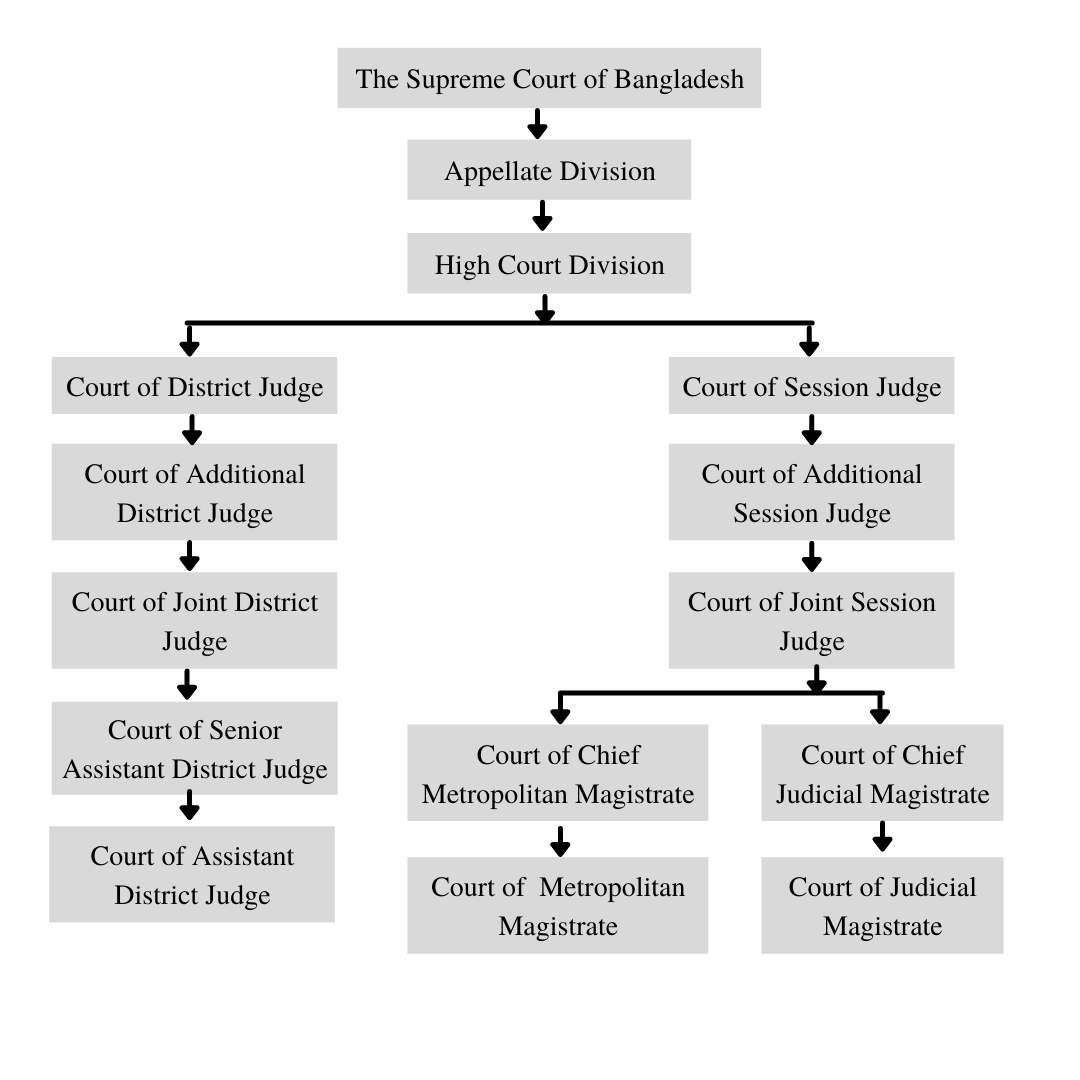 The Supreme Court of Bangladesh
Appellate Division
High Court Division
Court of District Judge
Court of Additional
District Judge
Court of Joint District
Judge
Court of Senior
Assistant District Judge
Court of Assistant
District Judge
Court of Session Judge
Court of Additional
Session Judge
Court of Joint Session
Judge
Court of Chief
Metropolitan Magistrate
Court of Metropolitan
Magistrate
Court of Chief
Judicial Magistrate
Court of Judicial
Magistrate